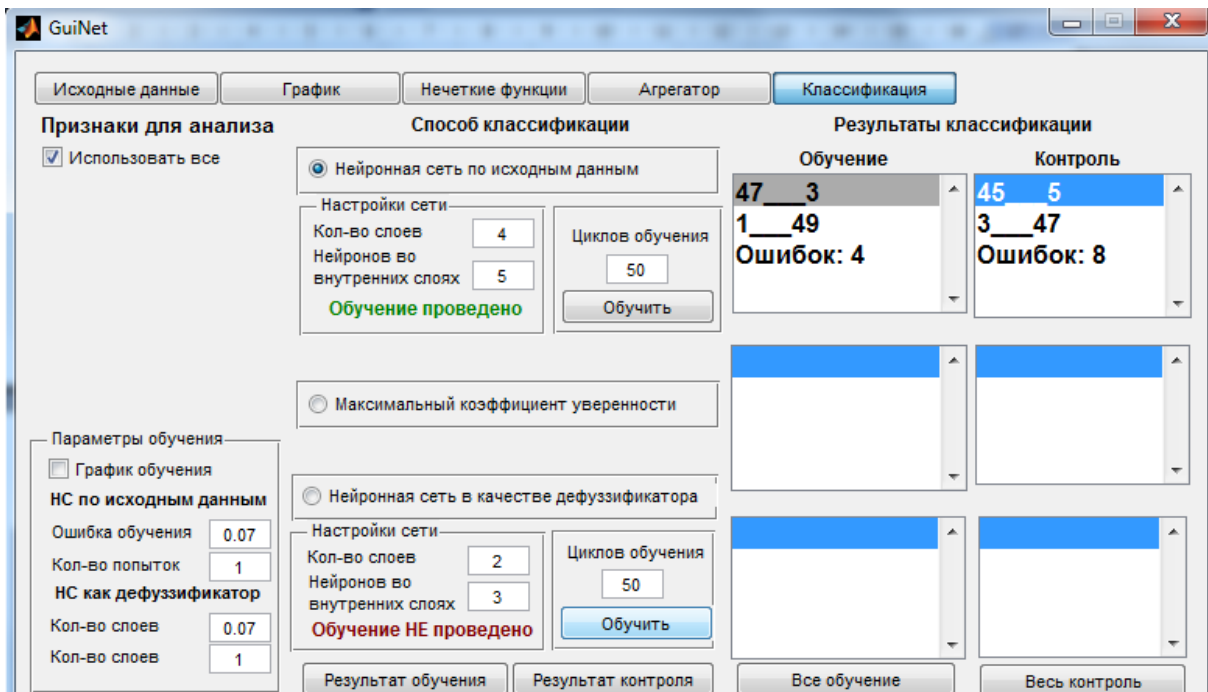 GuiNet
Исходные данные
График
Нечеткие функции
Агрегатор
Классификация
Признаки для анализа
Использовать все
Способ классификации
Нейронная сеть по исходным данным
Настройки сети
Кол-во слоев 4
Нейронов во
внутренних слоях 5
Обучение проведено
Циклов обучения
50
Обучить
Максимальный коэффициент уверенности
Нейронная сеть в качестве дефуззификатора
Настройки сети
Кол-во слоев 2
Нейронов во
внутренних слоях 3
Обучение НЕ проведено
Циклов обучения
50
Обучить
Результат обучения
Результат контроля
Параметры обучения
График обучения
НС по исходным данным
Ошибка обучения 0.07
Кол-во попыток 1
НС как дефуззификатор
Кол-во слоев 0.07
Кол-во слоев 1
Результаты классификации
Обучение
47___3
1___49
Ошибок: 4
Контроль
45___5
3___47
Ошибок: 8
Все обучение
Весь контроль